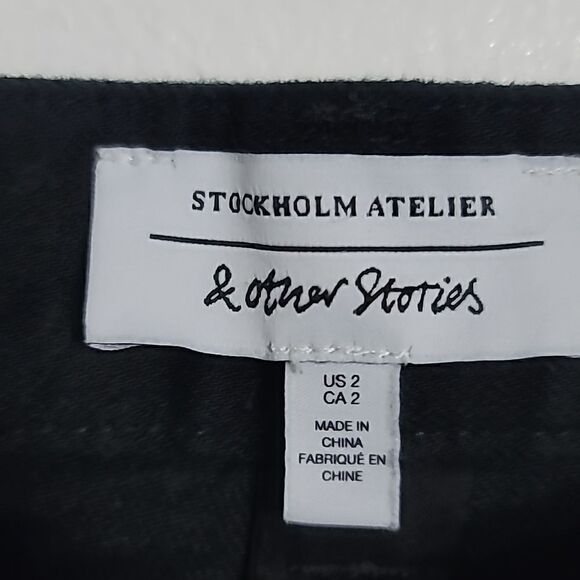 STOCKHOLM ATELIER
& other Stories
US 2
CA 2
MADE IN
CHINA
FABRIQUÉ EN
CHINE